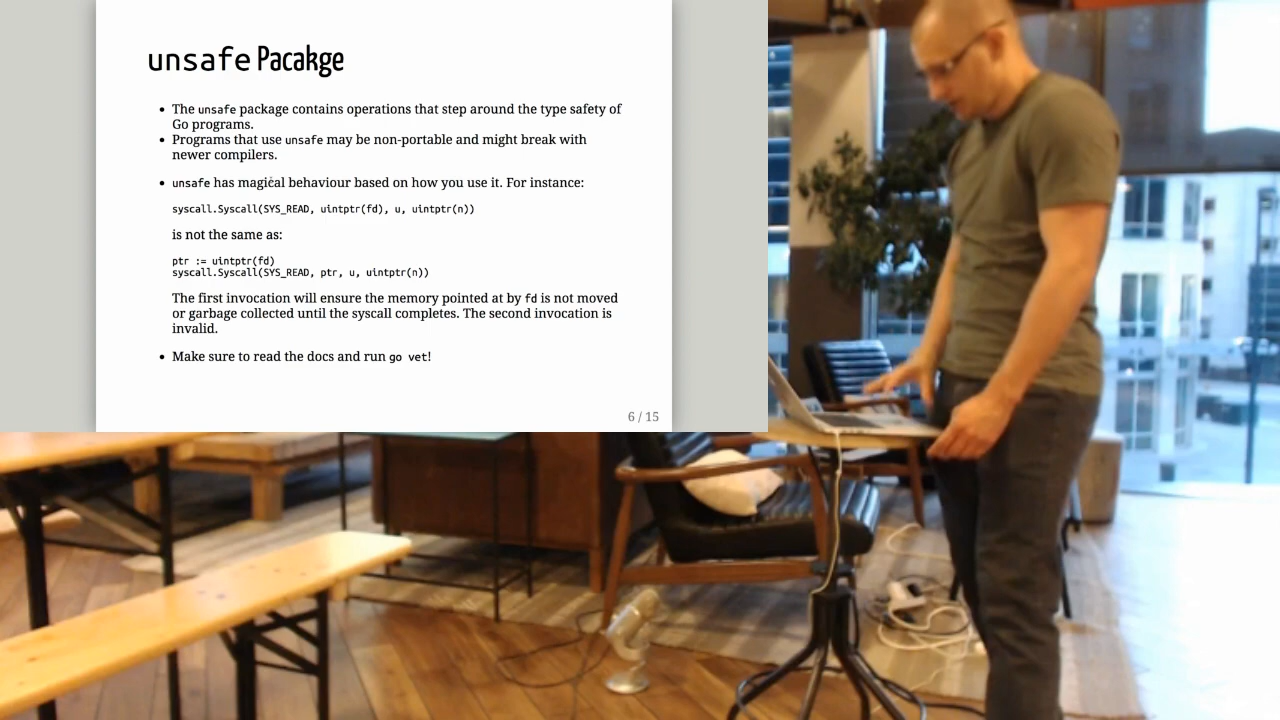 unsafe Pacakge
• The unsafe package contains operations that step around the type safety of
Go programs.
• Programs that use unsafe may be non-portable and might break with
newer compilers.
• unsafe has magical behaviour based on how you use it. For instance:
syscall.Syscall(SYS_READ, uintptr(fd), u, uintptr(n))
is not the same as:
ptr := uintptr(fd)
syscall.Syscall(SYS_READ, ptr, u, uintptr(n))
The first invocation will ensure the memory pointed at by fd is not moved
or garbage collected until the syscall completes. The second invocation is
invalid.
• Make sure to read the docs and run go vet!
6 / 15